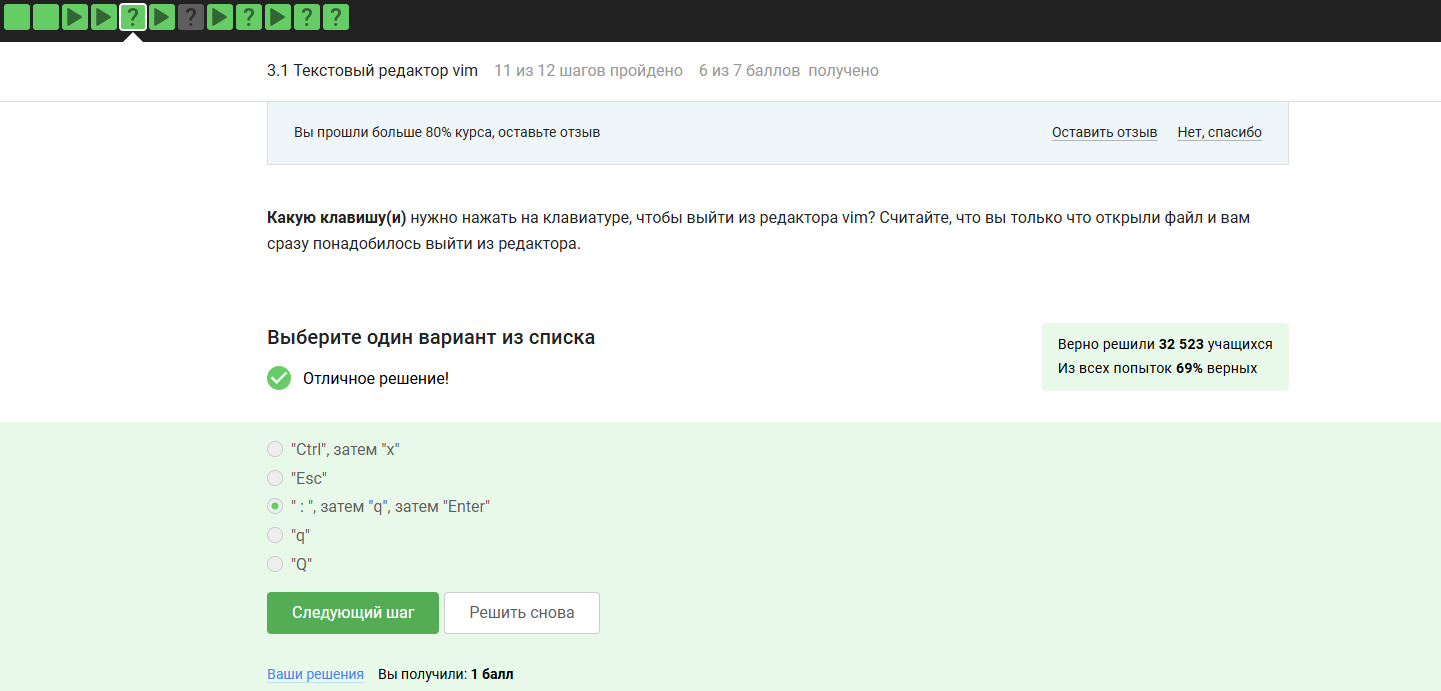 3.1 Текстовый редактор vim 11 из 12 шагов пройдено 6 из 7 баллов получено
Вы прошли больше 80% курса, оставьте отзыв Оставить отзыв Нет, спасибо
Какую клавишу(и) нужно нажать на клавиатуре, чтобы выйти из редактора vim? Считайте, что вы только что открыли файл и вам
сразу понадобилось выйти из редактора.
Выберите один вариант из списка
Отличное решение!
Верно решили 32 523 учащихся
Из всех попыток 69% верных
"Ctrl", затем "x"
"Esc"
" : ", затем "q", затем "Enter"
"q"
"Q"
Следующий шаг Решить снова
Ваши решения Вы получили: 1 балл